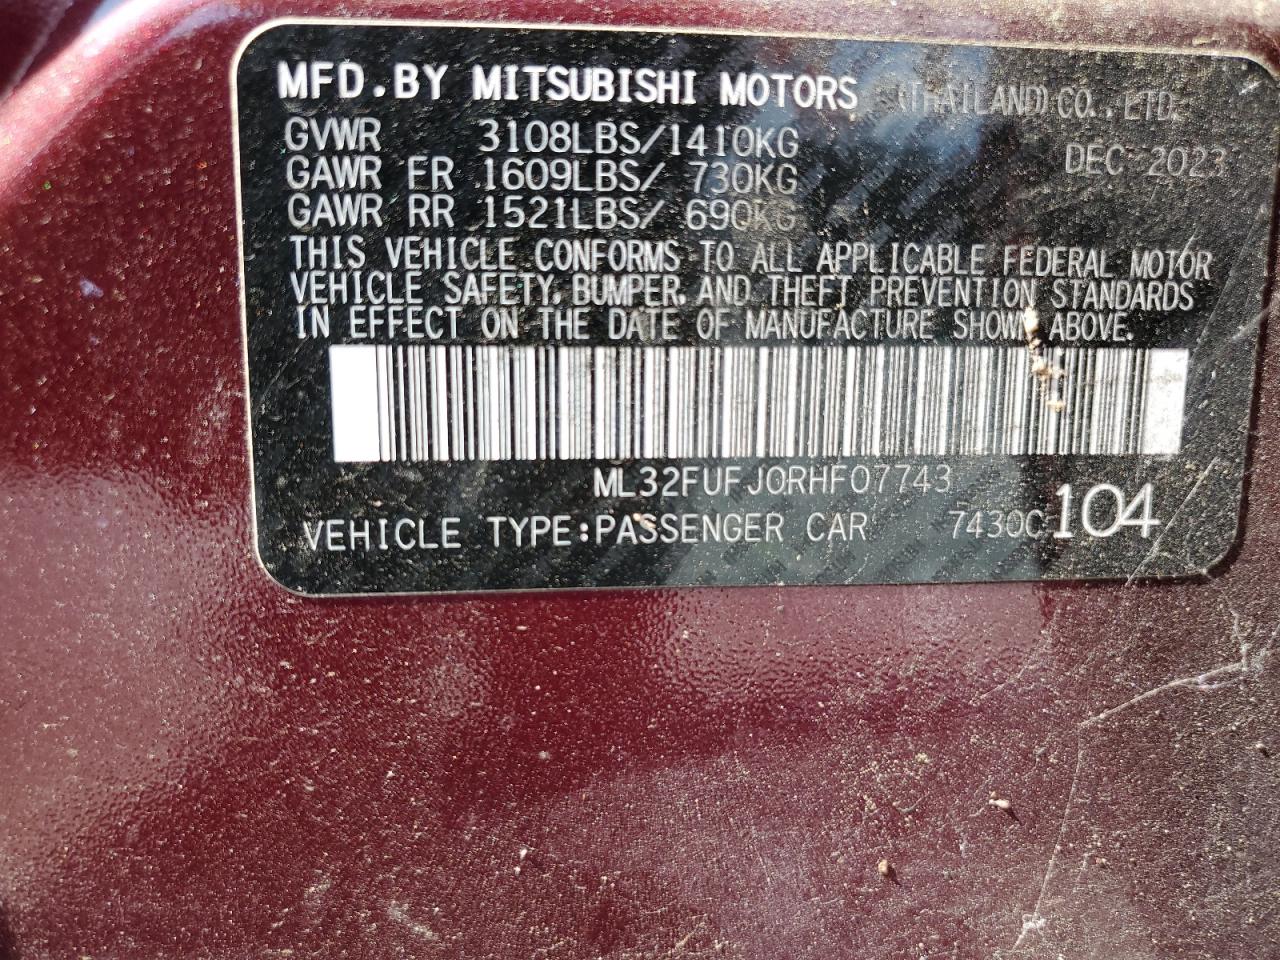 MFD.BY MITSUBISHI MOTORS (THAILAND)CO.,LTD.
GVWR 3108LBS/1410KG DEC 2023
GAWR FR 1609LBS/ 730KG
GAWR RR 1521LBS/ 690KG
THIS VEHICLE CONFORMS TO ALL APPLICABLE FEDERAL MOTOR
VEHICLE SAFETY, BUMPER, AND THEFT PREVENTION STANDARDS
IN EFFECT ON THE DATE OF MANUFACTURE SHOWN ABOVE.
ML32FUFJ0RHF07743
VEHICLE TYPE:PASSENGER CAR 7430C104